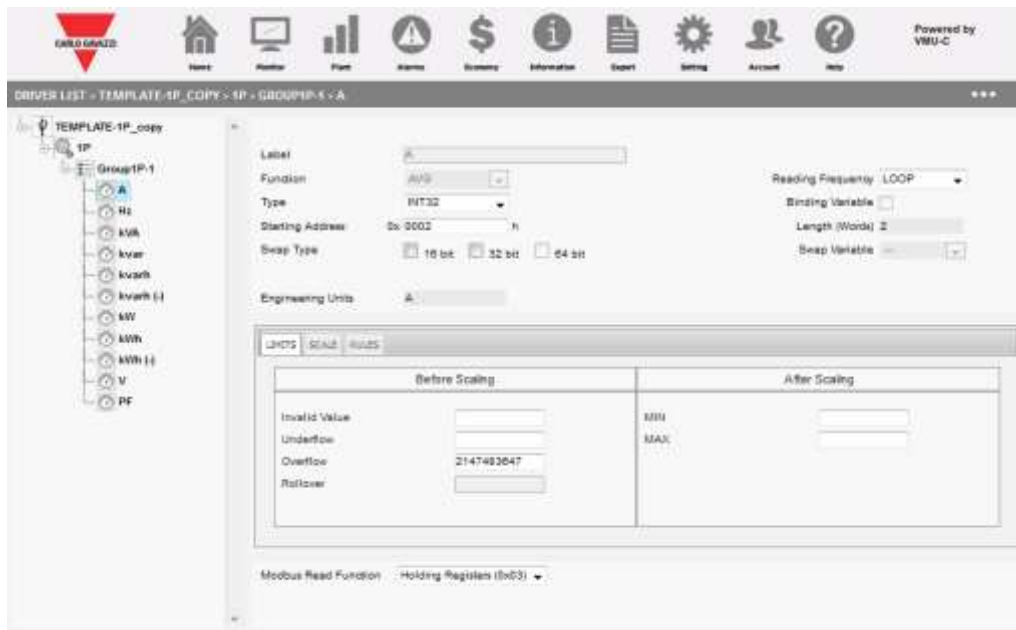 CARLO GAVAZZI
Home Monitor Plant Alarms Economy Information Export Setting Account Help
Powered by
VMU-C
DRIVER LIST > TEMPLATE-1P_COPY > 1P > GROUP1P-1 > A
TEMPLATE-1P_copy
1P
Group1P-1
A
Hz
kVA
kvar
kvarh
kvarh (-)
kW
kWh
kWh (-)
V
PF
Label A
Function AVG Reading Frequency LOOP
Type INT32 Binding Variable
Starting Address 0x 0002 h Length (Words) 2
Swap Type 16 bit 32 bit 64 bit Swap Variable
Engineering Units A
LIMITS SCALE RULES
Before Scaling After Scaling
Invalid Value MIN
Underflow MAX
Overflow 2147483647
Rollover
Modbus Read Function Holding Registers (0x03)